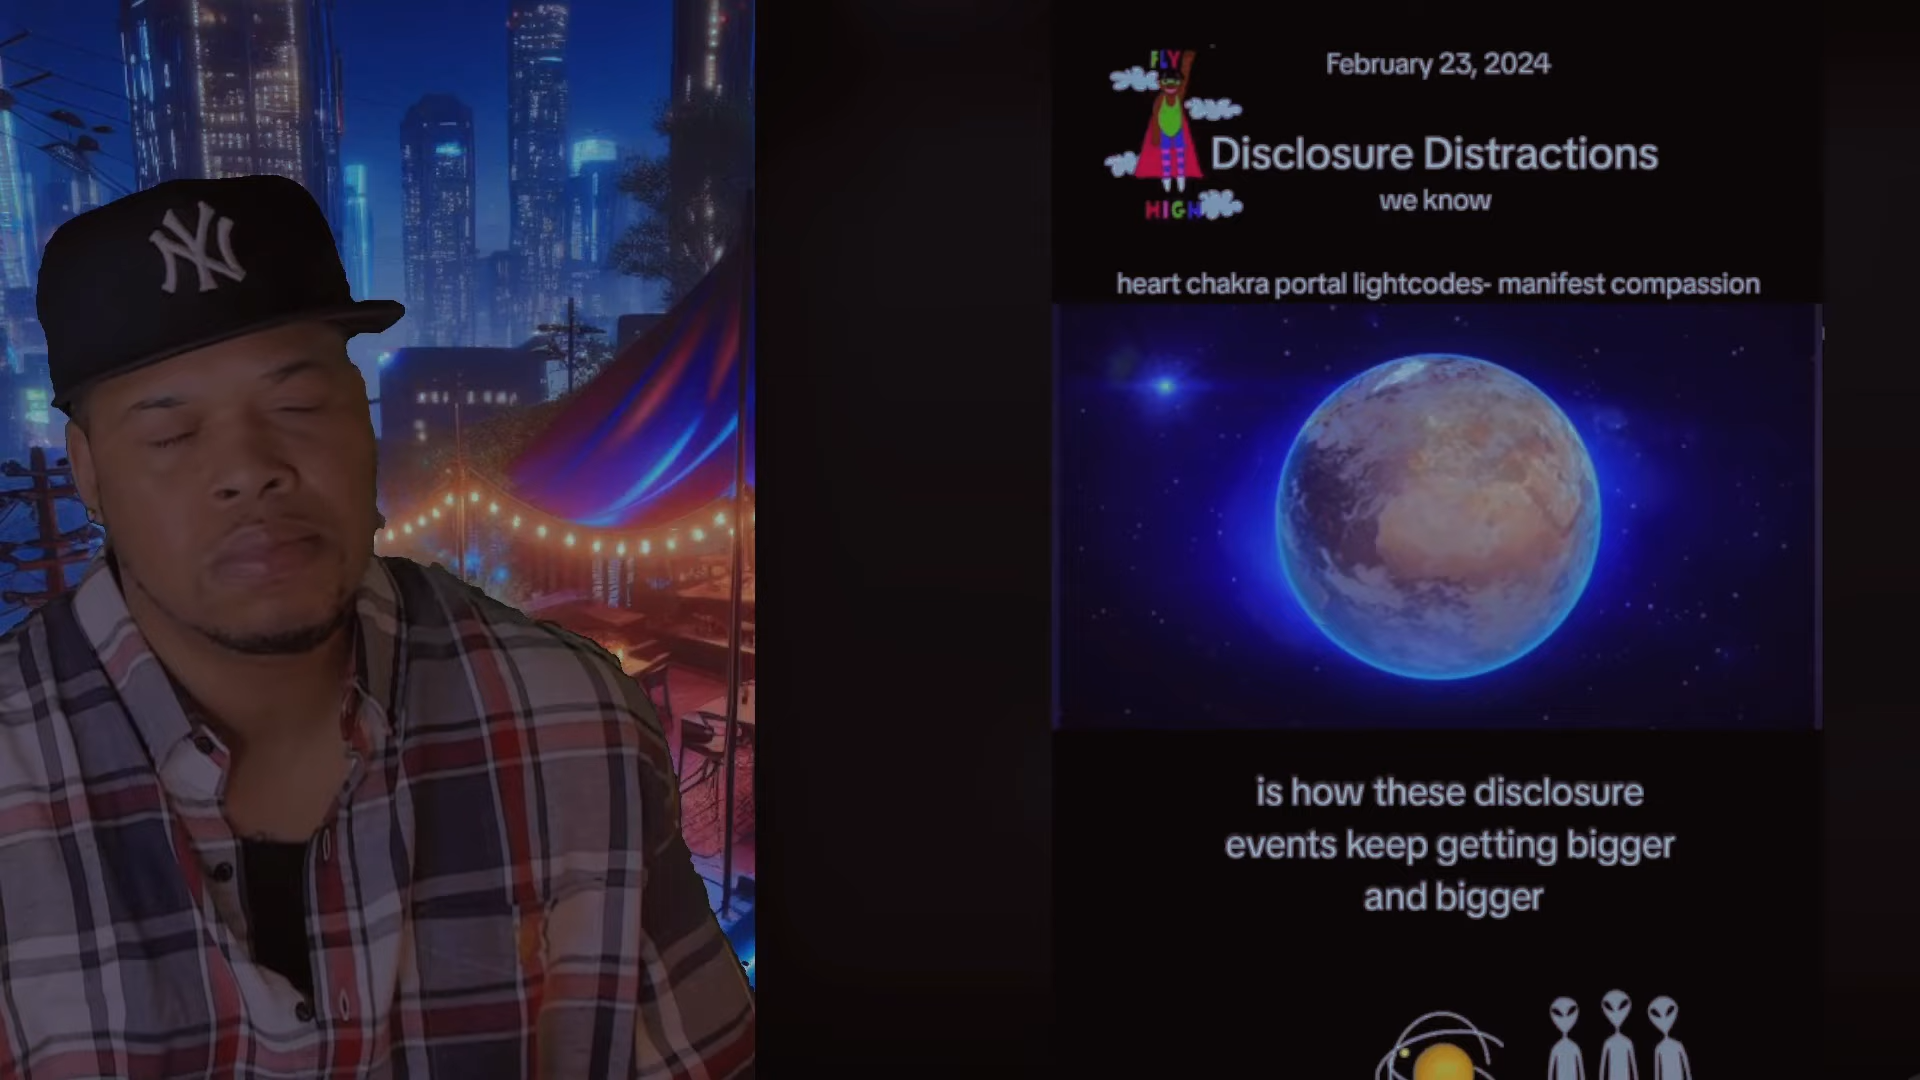 NY
FLY
HIGH
February 23, 2024
Disclosure Distractions
we know
heart chakra portal lightcodes- manifest compassion
is how these disclosure
events keep getting bigger
and bigger